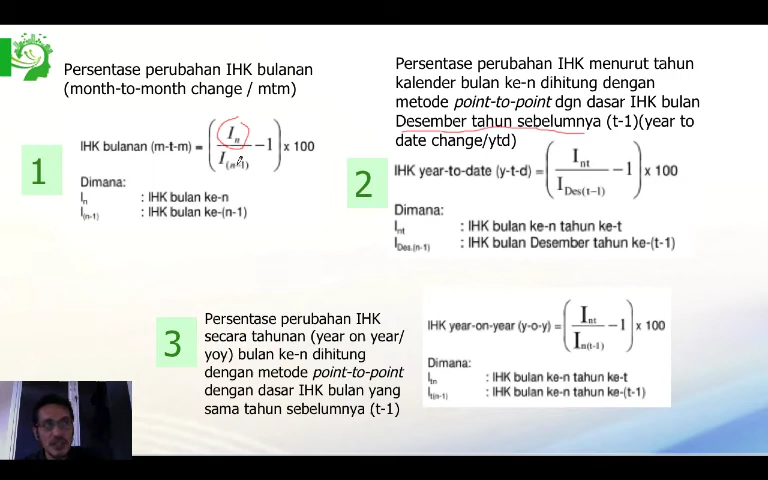 Persentase perubahan IHK bulanan
(month-to-month change / mtm)
1
IHK bulanan (m-t-m) = (I_n / I_(n-1) − 1) x 100
Dimana:
I_n : IHK bulan ke-n
I_(n-1) : IHK bulan ke-(n-1)
Persentase perubahan IHK menurut tahun
kalender bulan ke-n dihitung dengan
metode point-to-point dgn dasar IHK bulan
Desember tahun sebelumnya (t-1)(year to
date change/ytd)
2
IHK year-to-date (y-t-d) = (I_nt / I_Des(t−1) − 1) x 100
Dimana:
I_nt : IHK bulan ke-n tahun ke-t
I_Des.(n-1) : IHK bulan Desember tahun ke-(t-1)
3
Persentase perubahan IHK
secara tahunan (year on year/
yoy) bulan ke-n dihitung
dengan metode point-to-point
dengan dasar IHK bulan yang
sama tahun sebelumnya (t-1)
IHK year-on-year (y-o-y) = (I_nt / I_n(t-1) − 1) x 100
Dimana:
I_tn : IHK bulan ke-n tahun ke-t
I_t(n-1) : IHK bulan ke-n tahun ke-(t-1)